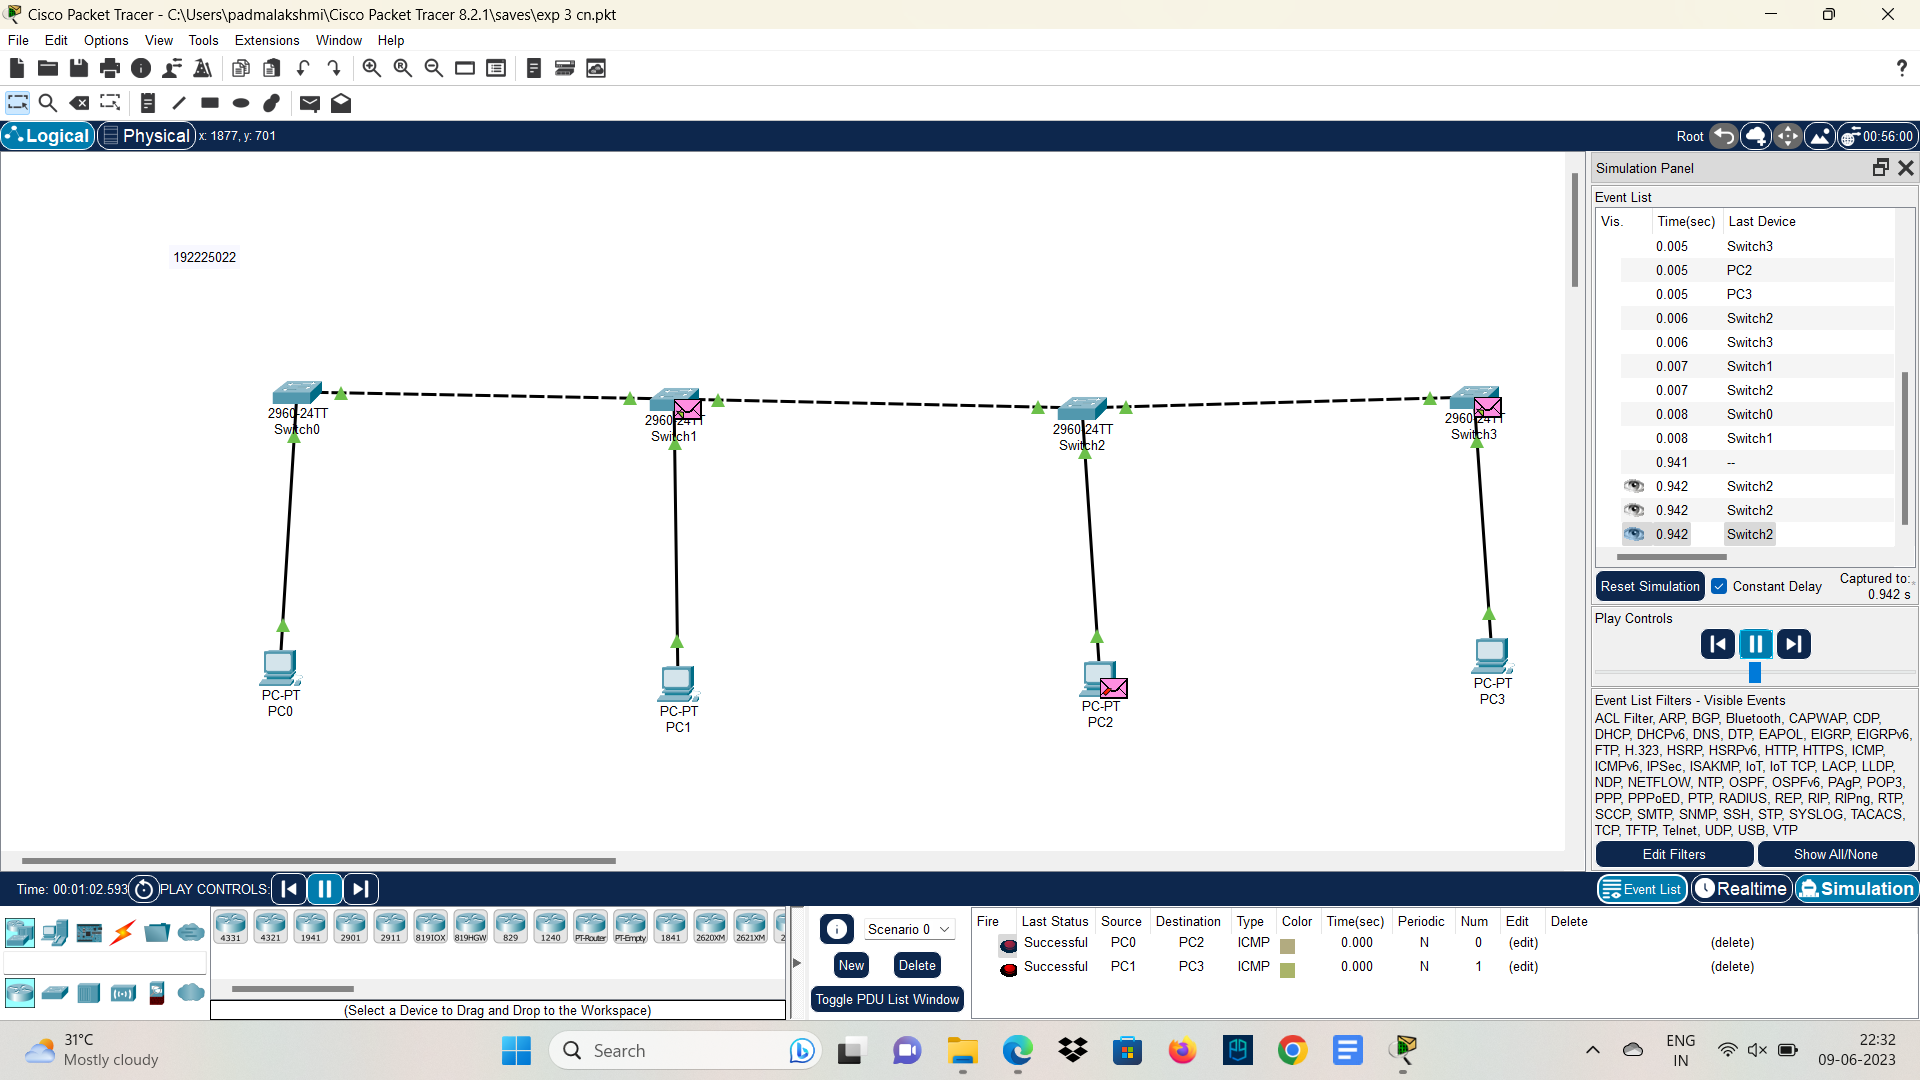 Cisco Packet Tracer - C:\Users\padmalakshmi\Cisco Packet Tracer 8.2.1\saves\exp 3 cn.pkt
File Edit Options View Tools Extensions Window Help
?
Logical Physical x: 1877, y: 701 Root 00:56:00
192225022
2960-24TT
Switch0
2960-24TT
Switch1
2960-24TT
Switch2
2960-24TT
Switch3
PC-PT
PC0
PC-PT
PC1
PC-PT
PC2
PC-PT
PC3
Simulation Panel
Event List
Vis. Time(sec) Last Device
0.005 Switch3
0.005 PC2
0.005 PC3
0.006 Switch2
0.006 Switch3
0.007 Switch1
0.007 Switch2
0.008 Switch0
0.008 Switch1
0.941 --
0.942 Switch2
0.942 Switch2
0.942 Switch2
Reset Simulation Constant Delay Captured to:
0.942 s
Play Controls
Event List Filters - Visible Events
ACL Filter, ARP, BGP, Bluetooth, CAPWAP, CDP,
DHCP, DHCPv6, DNS, DTP, EAPOL, EIGRP, EIGRPv6,
FTP, H.323, HSRP, HSRPv6, HTTP, HTTPS, ICMP,
ICMPv6, IPSec, ISAKMP, IoT, IoT TCP, LACP, LLDP,
NDP, NETFLOW, NTP, OSPF, OSPFv6, PAgP, POP3,
PPP, PPPoED, PTP, RADIUS, REP, RIP, RIPng, RTP,
SCCP, SMTP, SNMP, SSH, STP, SYSLOG, TACACS,
TCP, TFTP, Telnet, UDP, USB, VTP
Edit Filters Show All/None
Time: 00:01:02.593 PLAY CONTROLS: Event List Realtime Simulation
4331 4321 1941 2901 2911 819IOX 819HGW 829 1240 PT-Router PT-Empty 1841 2620XM 2621XM 2
(Select a Device to Drag and Drop to the Workspace)
Scenario 0
New Delete
Toggle PDU List Window
Fire Last Status Source Destination Type Color Time(sec) Periodic Num Edit Delete
Successful PC0 PC2 ICMP 0.000 N 0 (edit) (delete)
Successful PC1 PC3 ICMP 0.000 N 1 (edit) (delete)
31°C
Mostly cloudy
Search
ENG
IN
22:32
09-06-2023